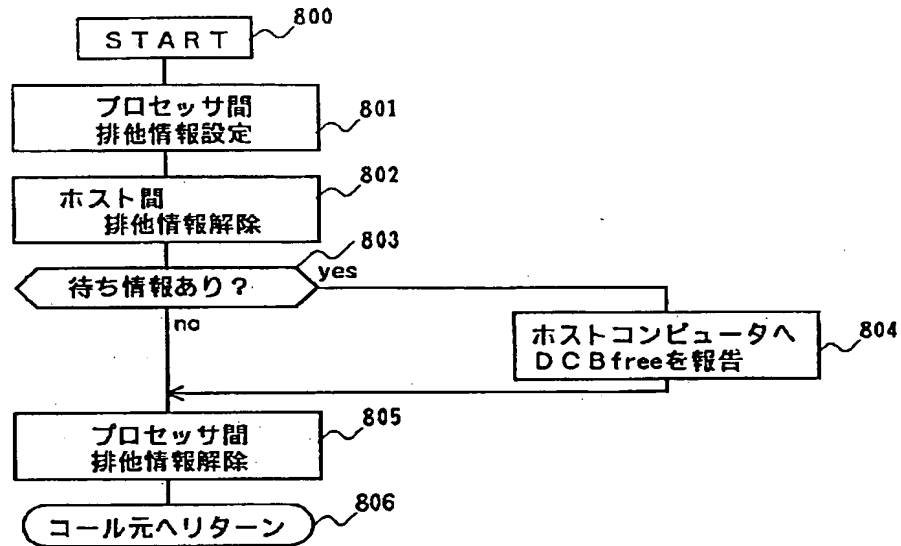 800
START
プロセッサ間
排他情報設定
801
ホスト間
排他情報解除
802
803
待ち情報あり？
yes
no
ホストコンピュータへ
DCBfreeを報告
804
プロセッサ間
排他情報解除
805
コール元へリターン
806